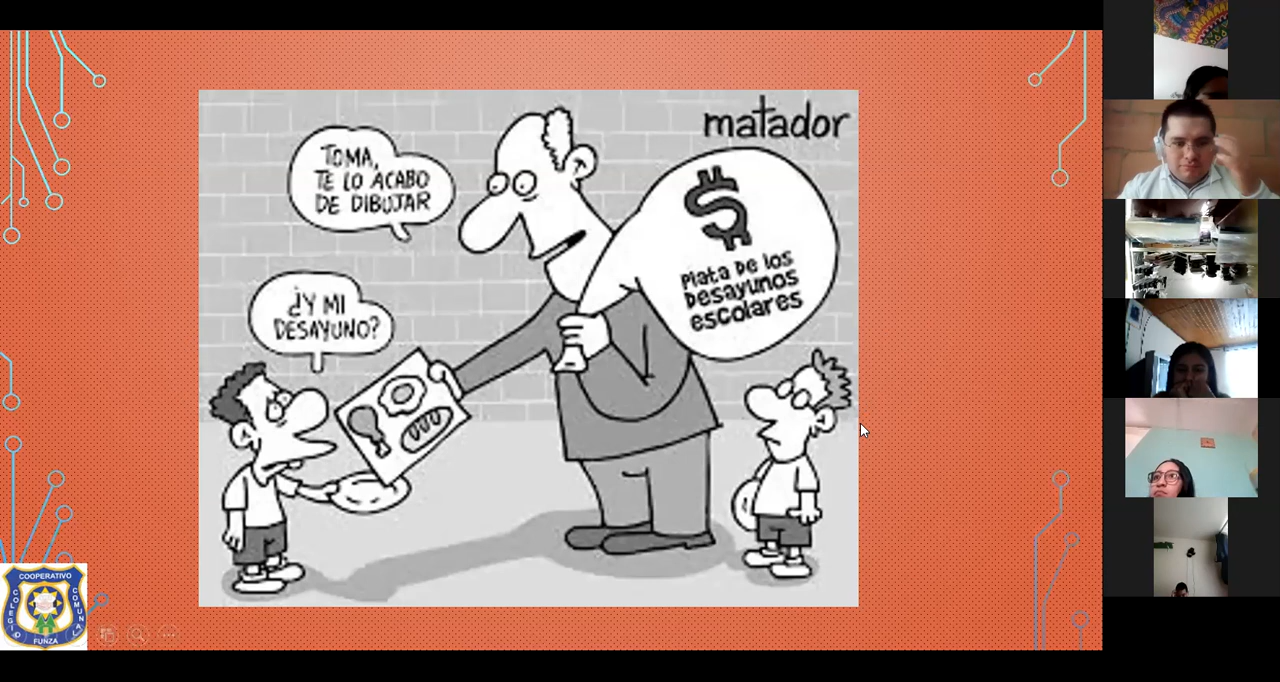 matador
TOMA,
TE LO ACABO
DE DIBUJAR
$
Plata DE los
Desayunos
escolares
¿Y MI
DESAYUNO?
COOPERATIVO
COLEGIO
COMUNAL
FUNZA